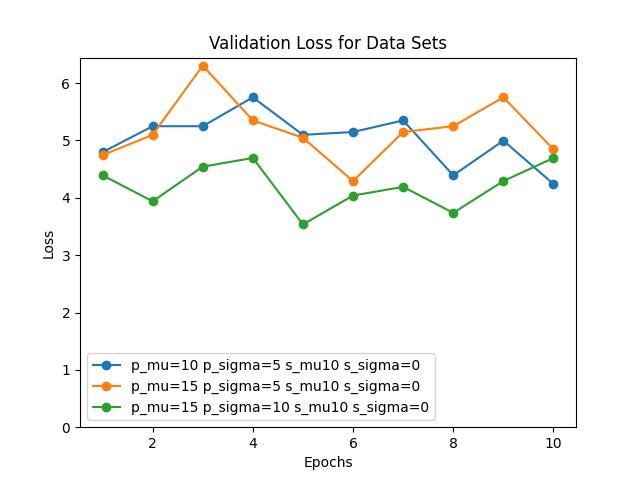 Validation Loss for Data Sets
Loss
6
5
4
3
2
1
0
p_mu=10 p_sigma=5 s_mu10 s_sigma=0
p_mu=15 p_sigma=5 s_mu10 s_sigma=0
p_mu=15 p_sigma=10 s_mu10 s_sigma=0
2 4 6 8 10
Epochs